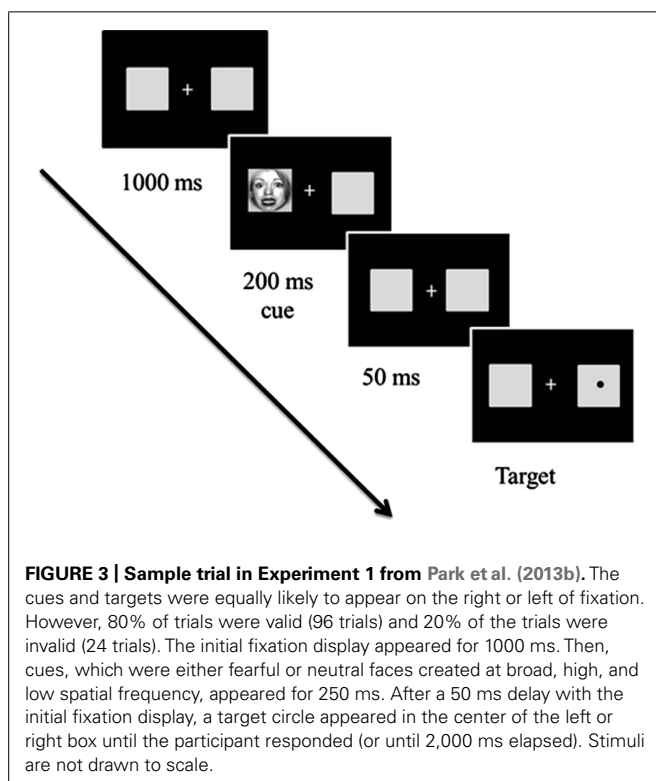 1000 ms
200 ms
cue
50 ms
Target
FIGURE 3 | Sample trial in Experiment 1 from Park et al. (2013b). The
cues and targets were equally likely to appear on the right or left of fixation.
However, 80% of trials were valid (96 trials) and 20% of the trials were
invalid (24 trials). The initial fixation display appeared for 1000 ms. Then,
cues, which were either fearful or neutral faces created at broad, high, and
low spatial frequency, appeared for 250 ms. After a 50 ms delay with the
initial fixation display, a target circle appeared in the center of the left or
right box until the participant responded (or until 2,000 ms elapsed). Stimuli
are not drawn to scale.